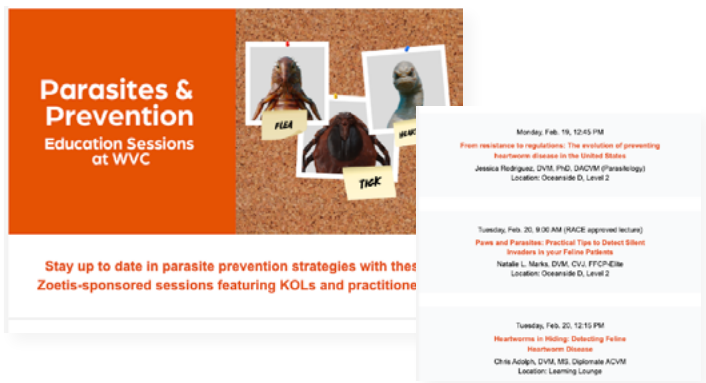 Parasites &
Prevention
Education Sessions
at WVC
FLEA
TICK
Stay up to date in parasite prevention strategies with
Zoetis-sponsored sessions featuring KOLs and
Monday, Feb. 19, 12:45 PM
From resistance to regulations: The evolution of preventing
heartworm disease in the United States
Jessica Rodriguez, DVM, PhD, DACVM (Parasitology)
Location: Oceanside D, Level 2
Tuesday, Feb. 20, 9:00 AM (RACE approved lecture)
Paws and Parasites: Practical Tips to Detect Silent
Invaders in your Feline Patients
Natalie L. Marks, DVM, CVJ, FFCP-Elite
Location: Oceanside D, Level 2
Tuesday, Feb. 20, 12:15 PM
Heartworms in Hiding: Detecting Feline
Heartworm Disease
Chris Adolph, DVM, MS, Diplomate ACVM
Location: Learning Lounge